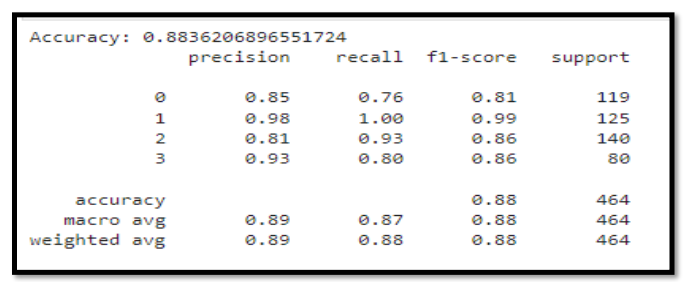 Accuracy: 0.8836206896551724
precision recall f1-score support
0 0.85 0.76 0.81 119
1 0.98 1.00 0.99 125
2 0.81 0.93 0.86 140
3 0.93 0.80 0.86 80
accuracy 0.88 464
macro avg 0.89 0.87 0.88 464
weighted avg 0.89 0.88 0.88 464